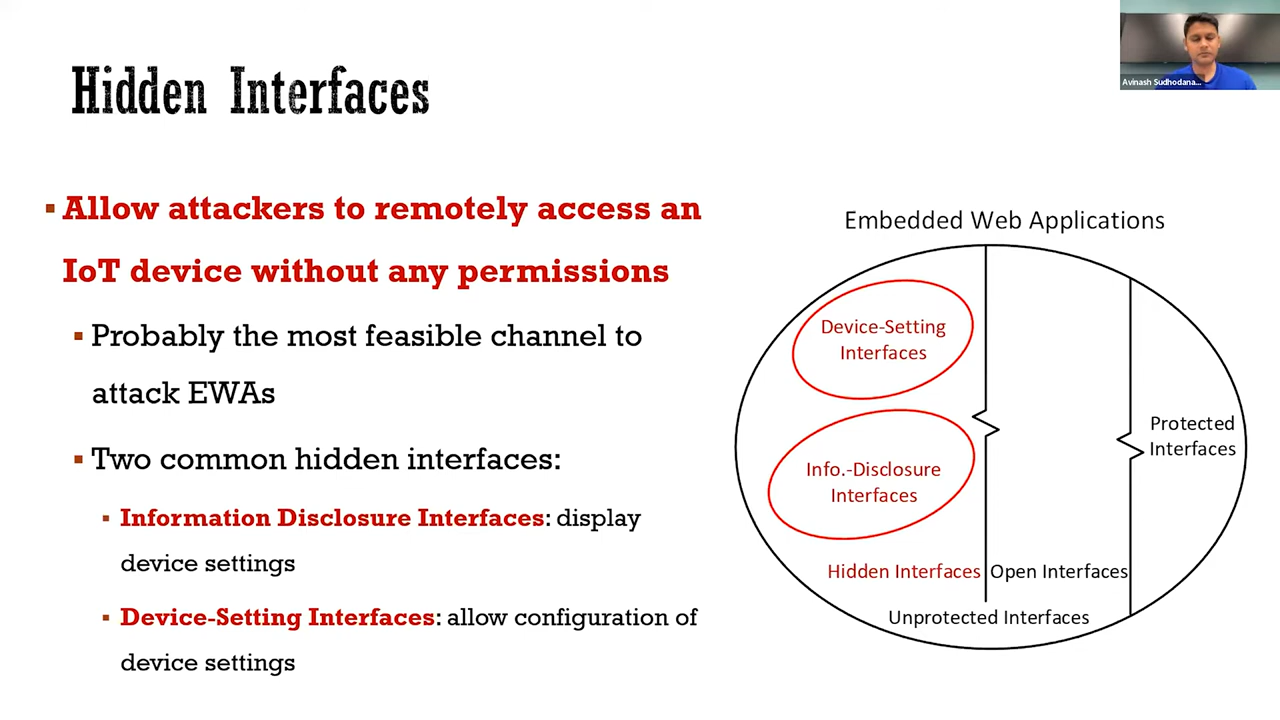 Hidden Interfaces
Avinash Sudhodana...
▪ Allow attackers to remotely access an
IoT device without any permissions
▪ Probably the most feasible channel to
attack EWAs
▪ Two common hidden interfaces:
▪ Information Disclosure Interfaces: display
device settings
▪ Device-Setting Interfaces: allow configuration of
device settings
Embedded Web Applications
Device-Setting
Interfaces
Info.-Disclosure
Interfaces
Protected
Interfaces
Hidden Interfaces
Open Interfaces
Unprotected Interfaces